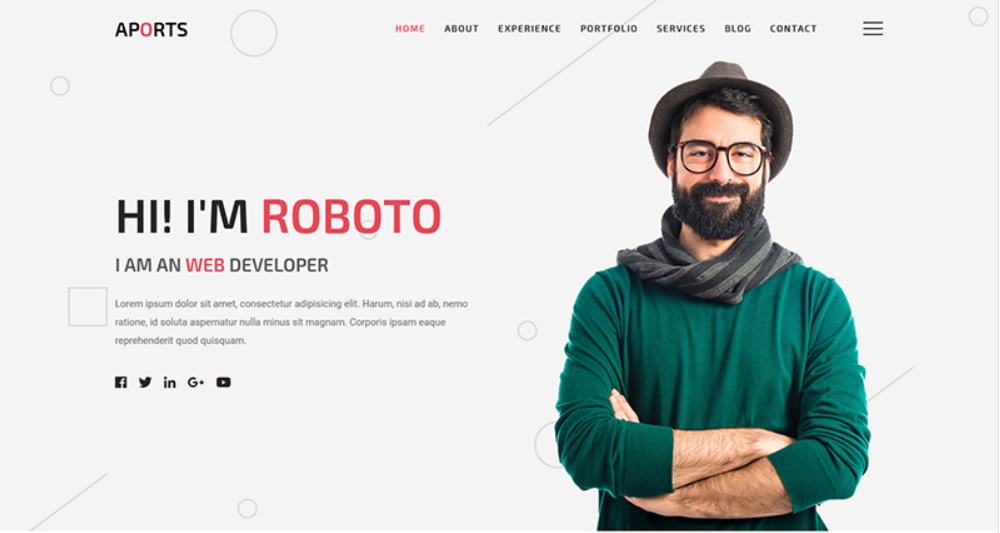 APORTS
HOME ABOUT EXPERIENCE PORTFOLIO SERVICES BLOG CONTACT
HI! I'M ROBOTO
I AM AN WEB DEVELOPER
Lorem ipsum dolor sit amet, consectetur adipisicing elit. Harum, nisi ad ab, nemo
ratione, id soluta aspernatur nulla minus sit magnam. Corporis ipsam eaque
reprehenderit quod quisquam.